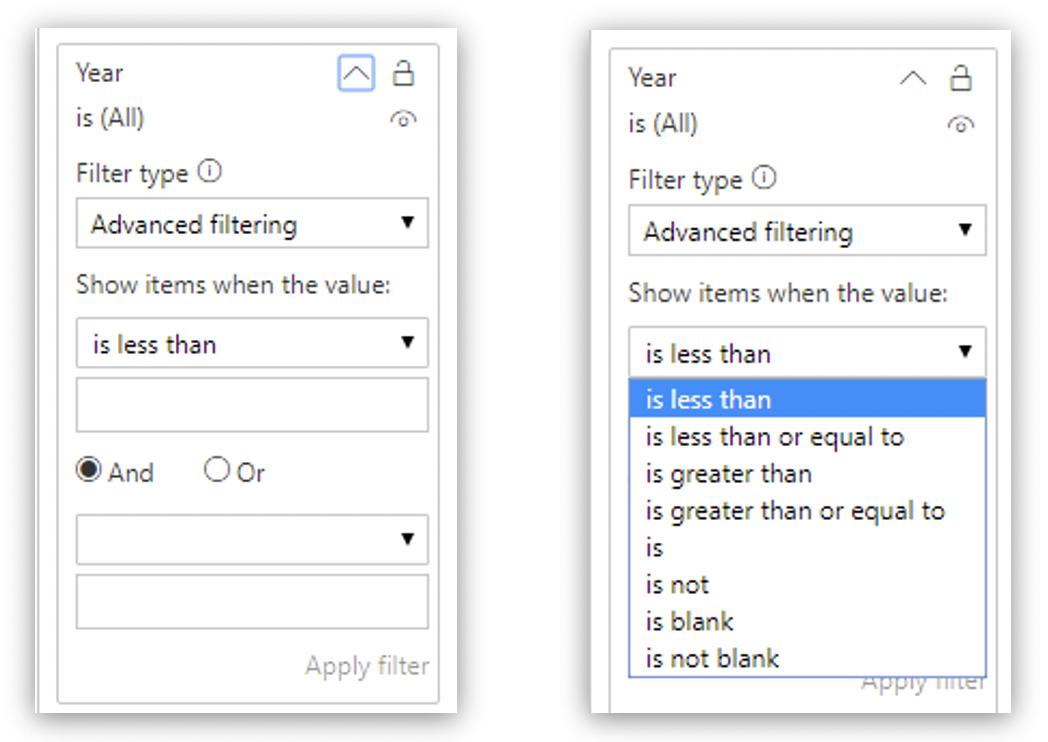 Year
is (All)
Filter type
Advanced filtering
Show items when the value:
is less than
And Or
Apply filter
Year
is (All)
Filter type
Advanced filtering
Show items when the value:
is less than
is less than
is less than or equal to
is greater than
is greater than or equal to
is
is not
is blank
is not blank
Apply filter